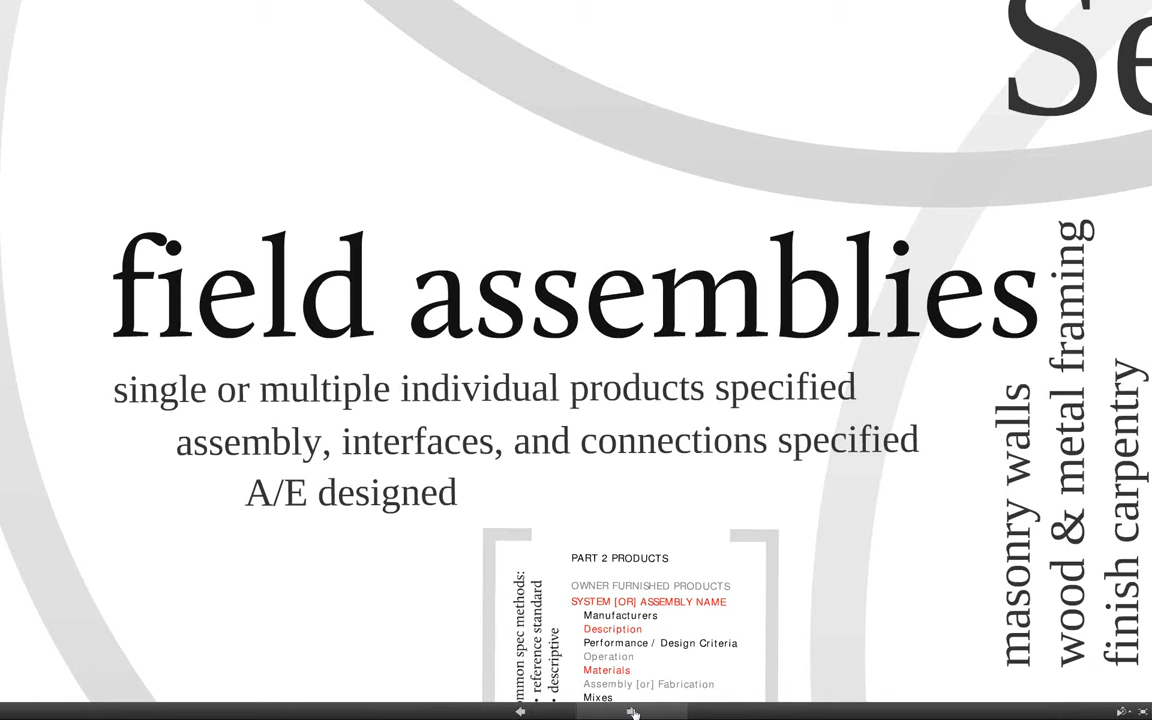 Se
field assemblies
single or multiple individual products specified
assembly, interfaces, and connections specified
A/E designed
masonry walls
wood & metal framing
finish carpentry
ommon spec methods:
• reference standard
• descriptive
PART 2 PRODUCTS
OWNER FURNISHED PRODUCTS
SYSTEM [OR] ASSEMBLY NAME
Manufacturers
Description
Performance / Design Criteria
Operation
Materials
Assembly [or] Fabrication
Mixes